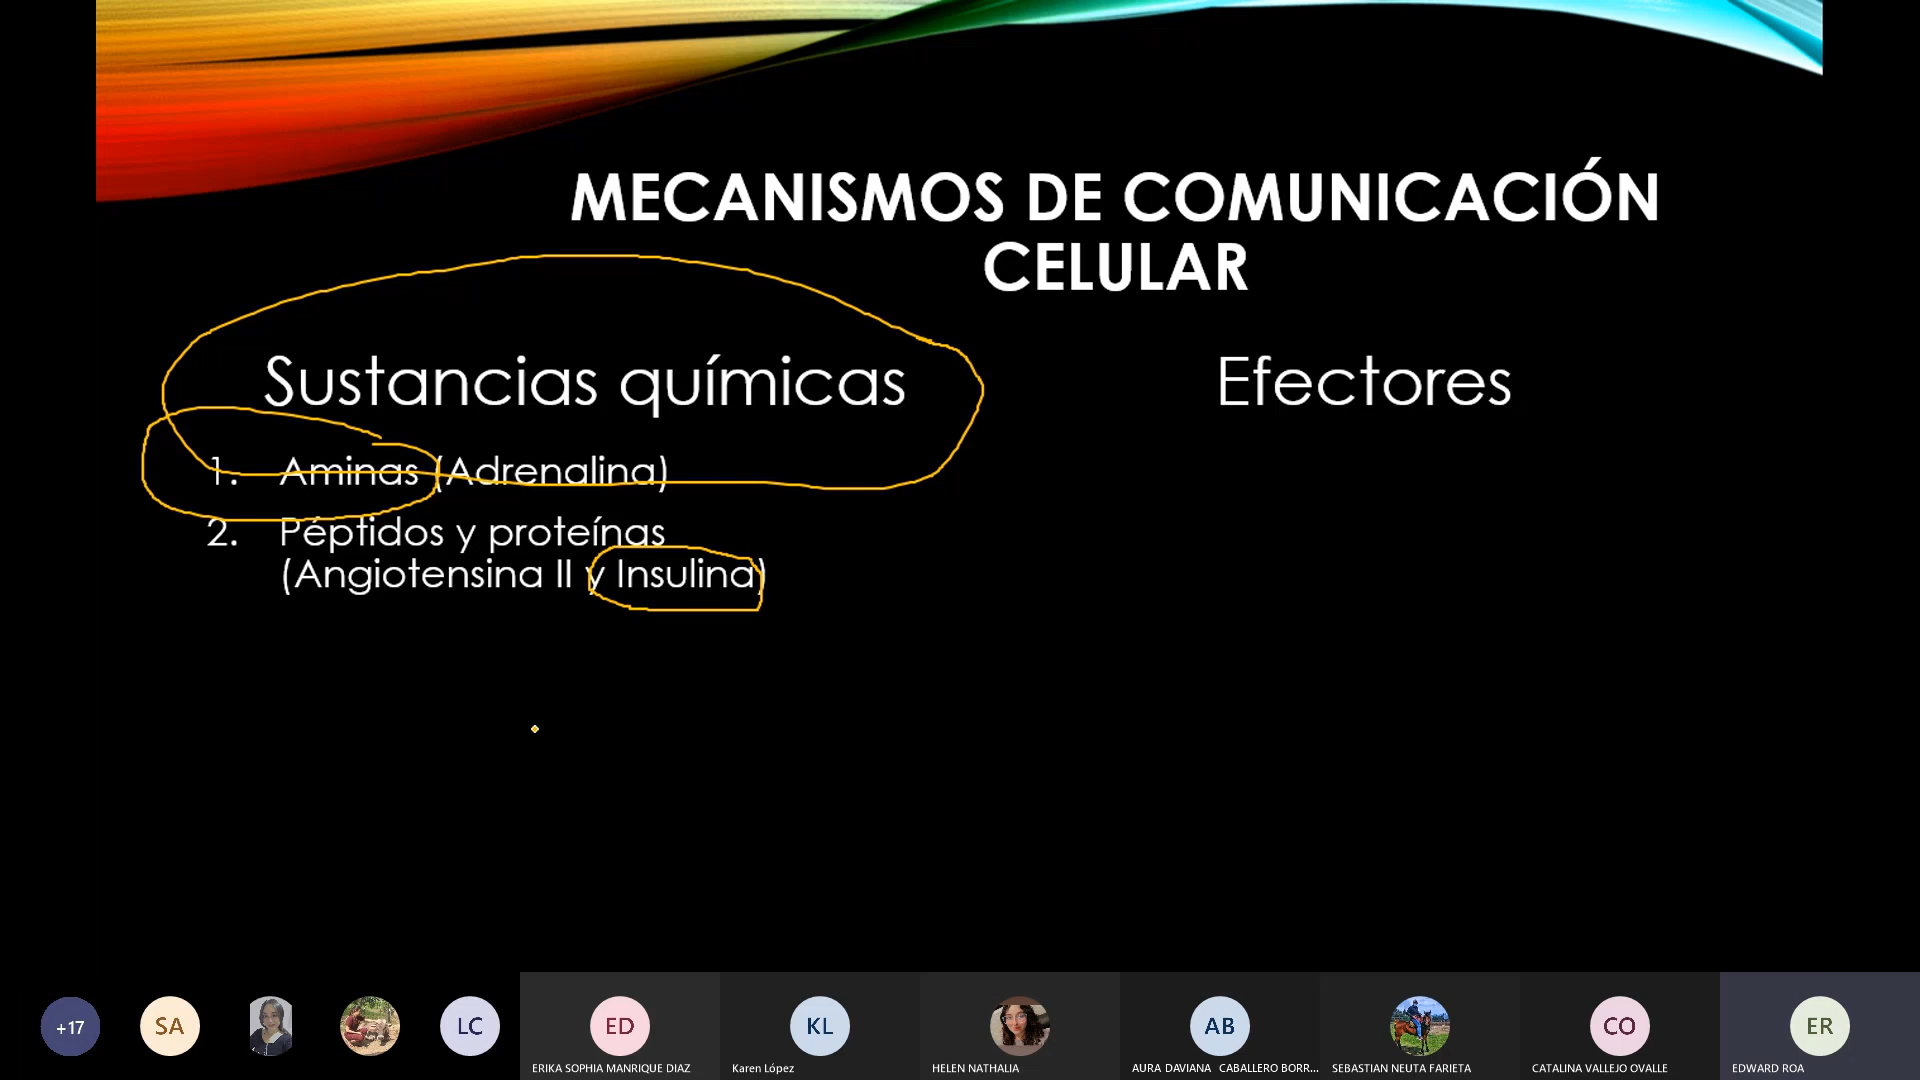 MECANISMOS DE COMUNICACIÓN
CELULAR
Sustancias químicas
1. Aminas (Adrenalina)
2. Péptidos y proteínas
(Angiotensina II y Insulina)
Efectores
+17
SA
LC
ED
ERIKA SOPHIA MANRIQUE DIAZ
KL
Karen López
HELEN NATHALIA
AB
AURA DAVIANA CABALLERO BORR...
SEBASTIAN NEUTA FARIETA
CO
CATALINA VALLEJO OVALLE
ER
EDWARD ROA